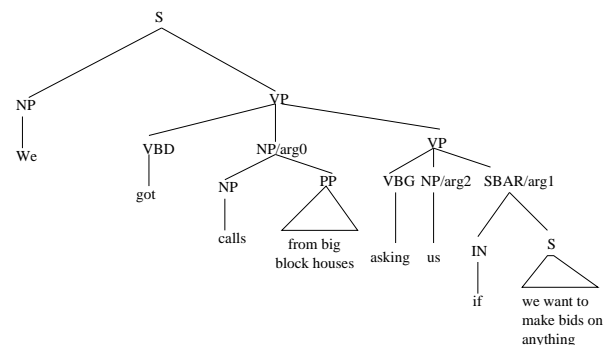 S
NP VP
We VBD NP/arg0 VP
got NP PP VBG NP/arg2 SBAR/arg1
calls from big
block houses asking us IN S
if we want to
make bids on
anything